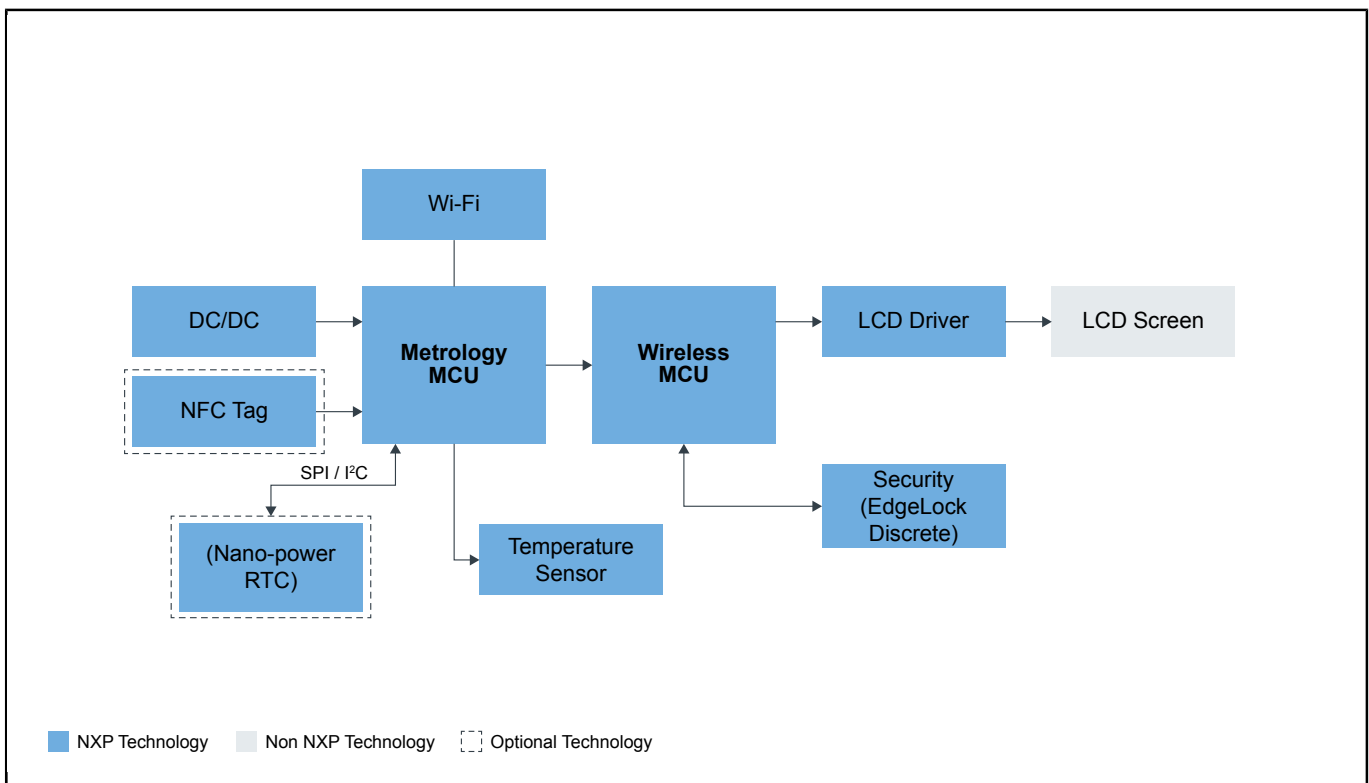 Wi-Fi
DC/DC
Metrology
MCU
Wireless
MCU
LCD Driver
LCD Screen
NFC Tag
SPI / I²C
(Nano-power
RTC)
Temperature
Sensor
Security
(EdgeLock
Discrete)
NXP Technology
Non NXP Technology
Optional Technology